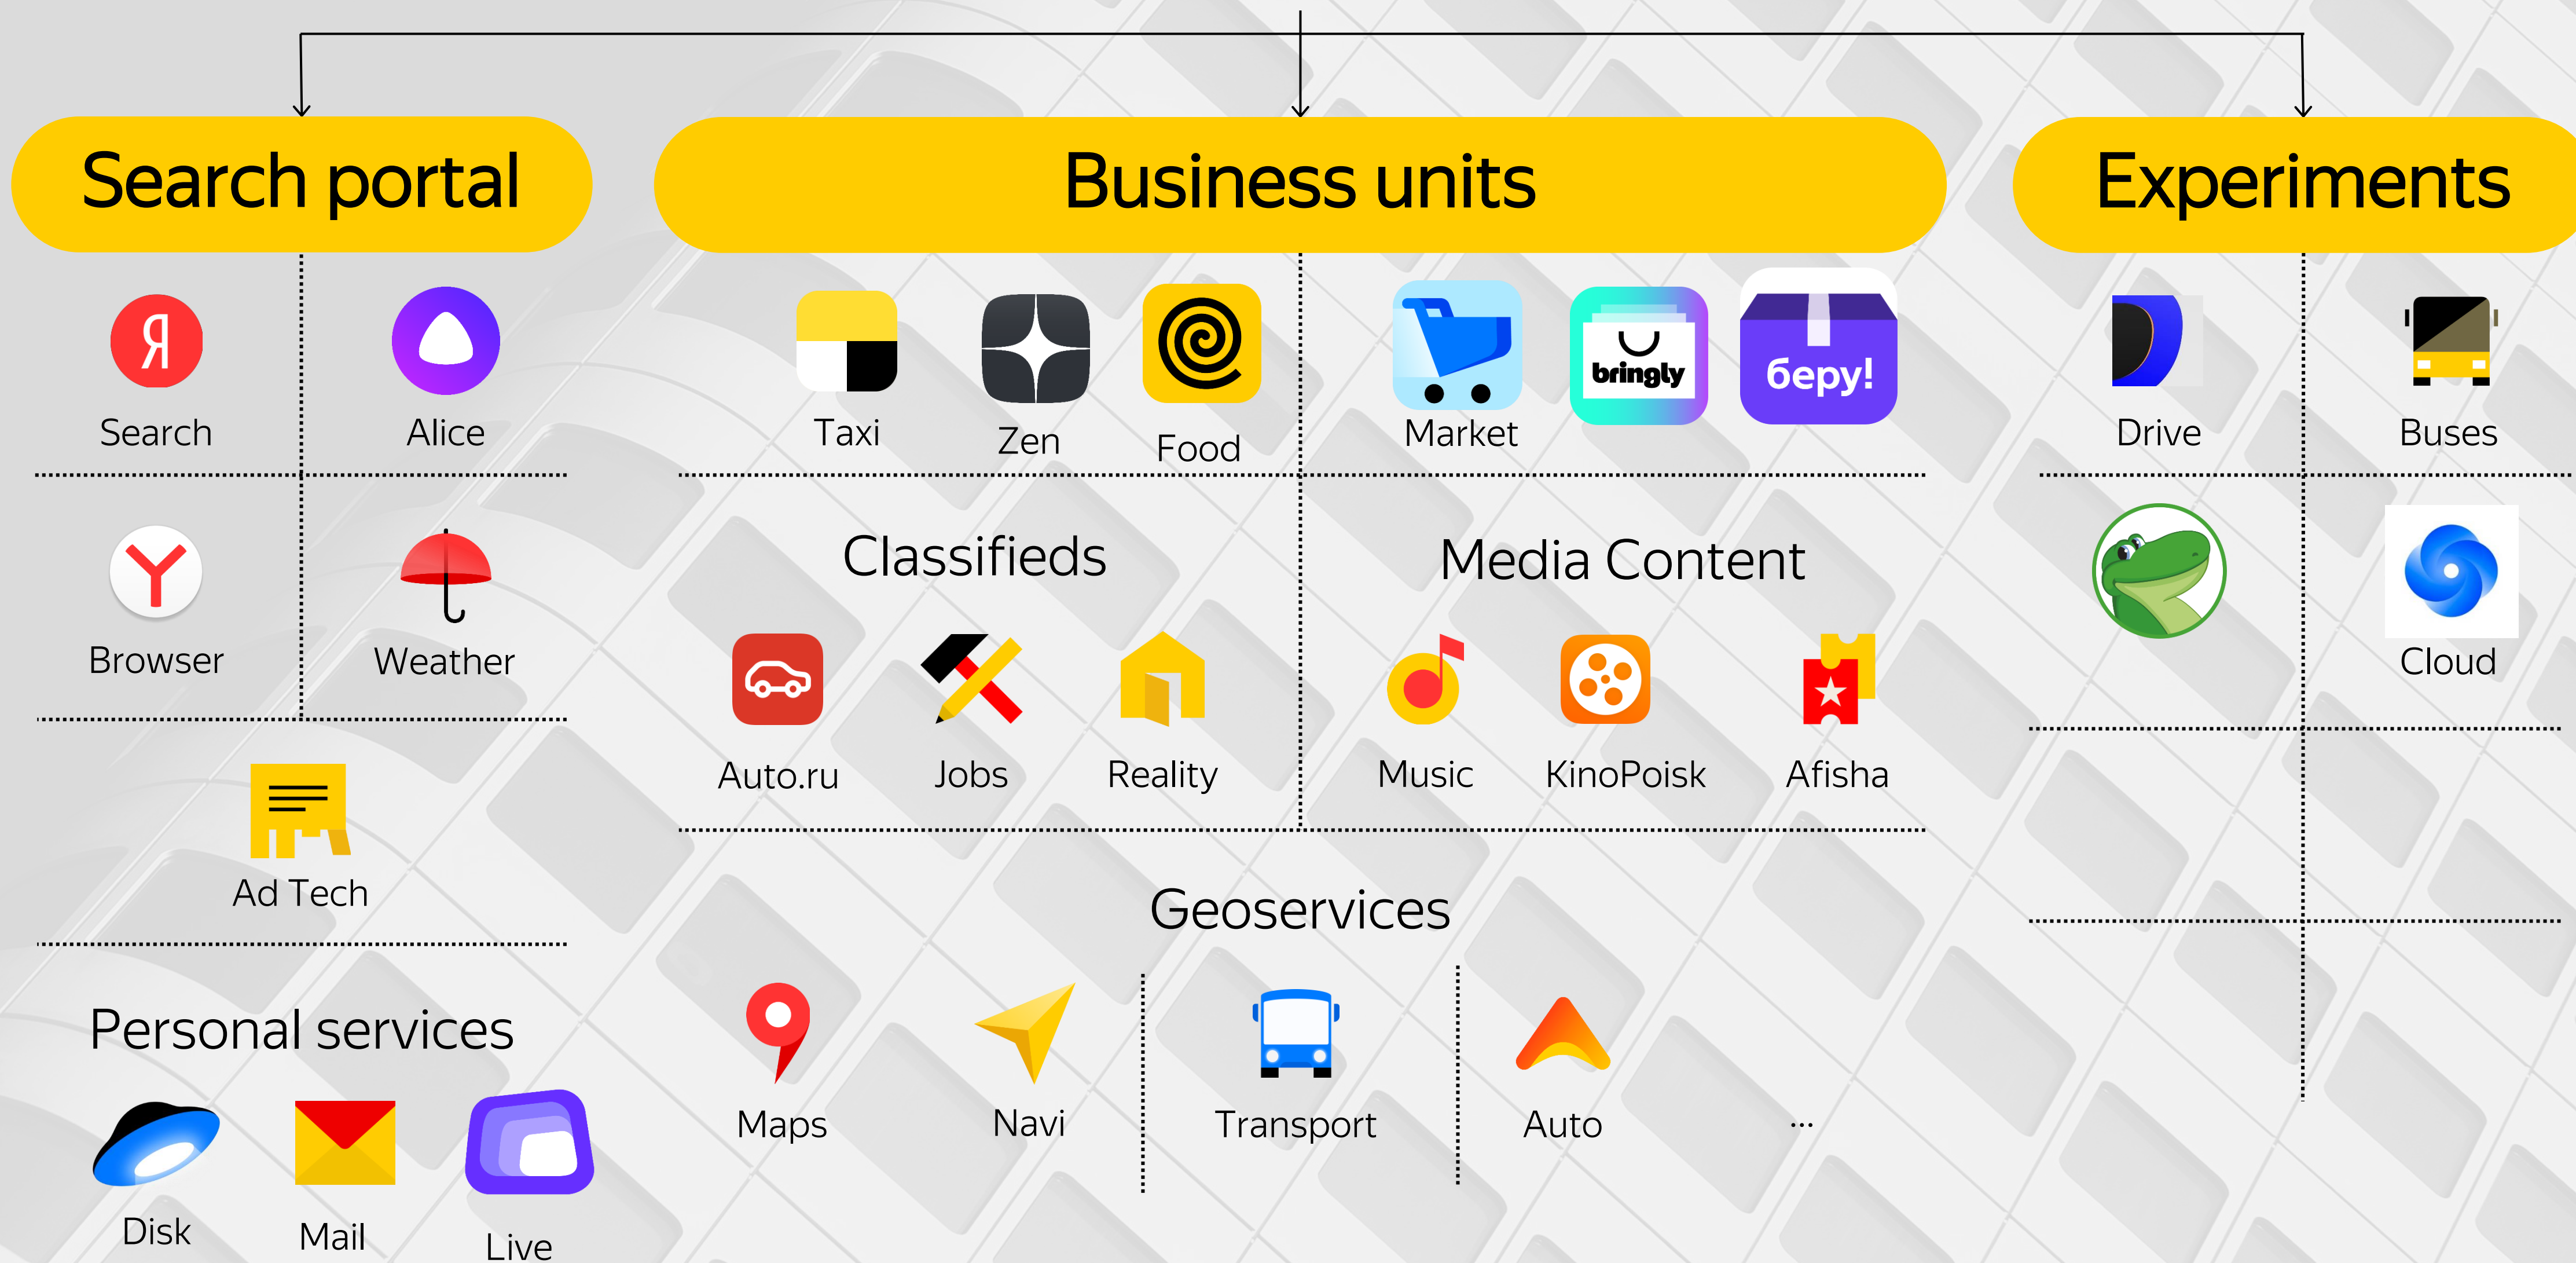 Search portal
Business units
Experiments
Я
Search
Alice
Taxi
Zen
Food
Market
bringly
беру!
Drive
Buses
Browser
Weather
Classifieds
Media Content
Cloud
Auto.ru
Jobs
Reality
Music
KinoPoisk
Afisha
Ad Tech
Geoservices
Personal services
Maps
Navi
Transport
Auto
...
Disk
Mail
Live